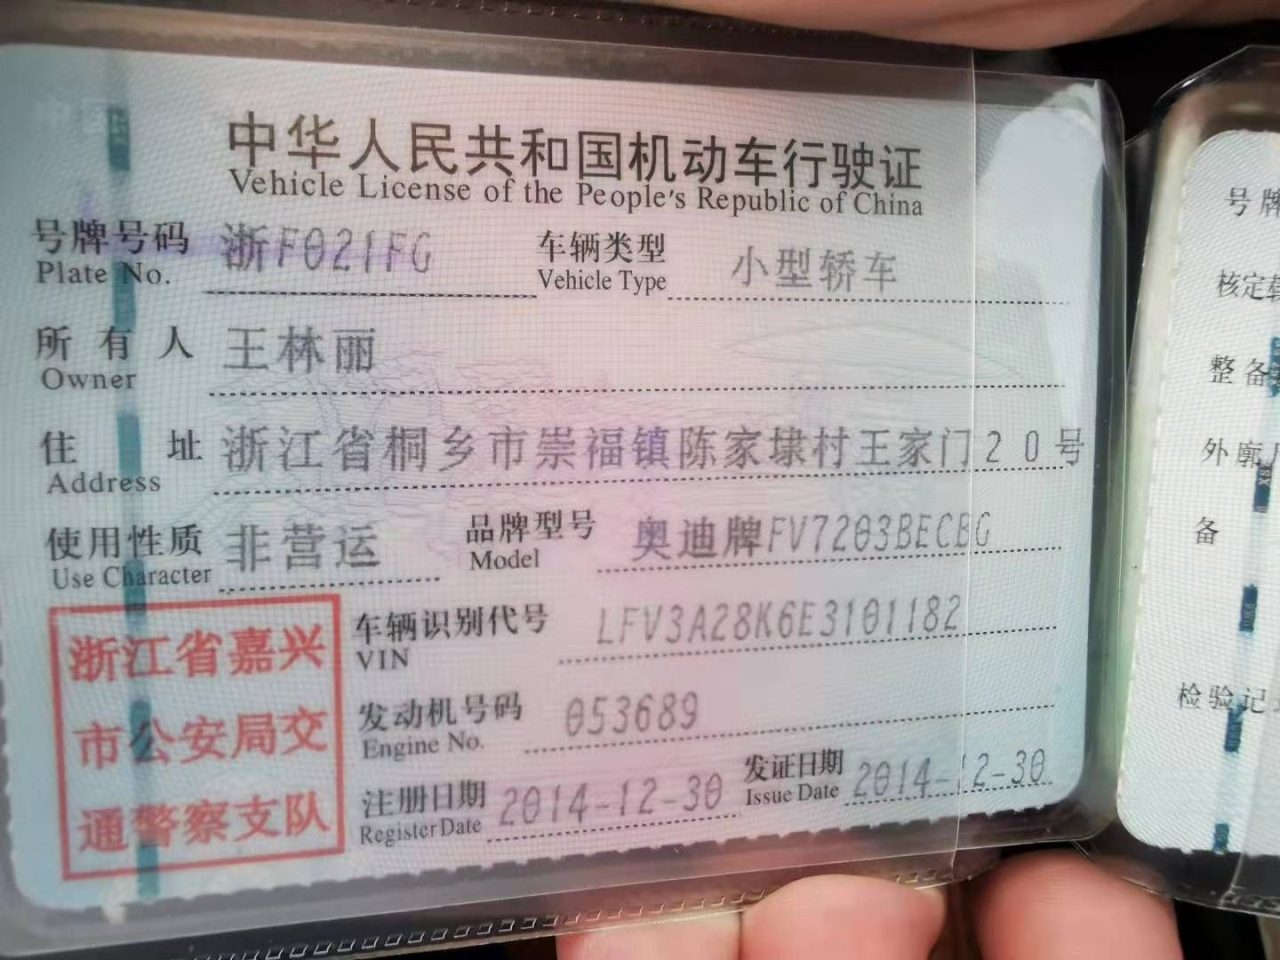 中华人民共和国机动车行驶证
Vehicle License of the People's Republic of China
号牌号码 浙F021FG 车辆类型 小型轿车
Plate No. Vehicle Type
所有人 王林丽
Owner
住址 浙江省桐乡市崇福镇陈家埭村王家门20号
Address
使用性质 非营运 品牌型号 奥迪牌FV7203BECBG
Use Character Model
浙江省嘉兴
市公安局交
通警察支队
车辆识别代号 LFV3A28K6E3101182
VIN
发动机号码 053689
Engine No.
注册日期 2014-12-30 发证日期 2014-12-30
Register Date Issue Date
号牌
核定载
整备
外廓
备
检验记